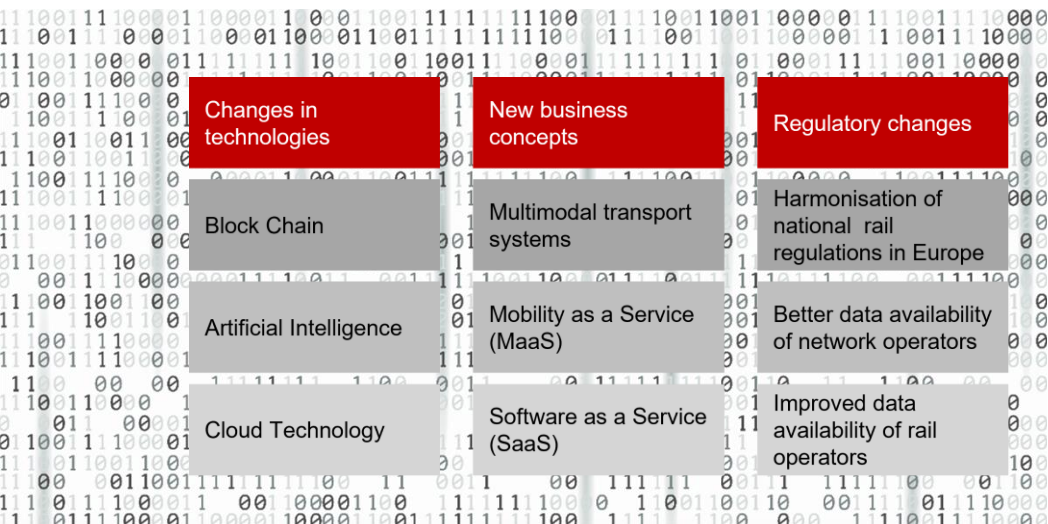 Changes in
technologies
New business
concepts
Regulatory changes
Block Chain
Multimodal transport
systems
Harmonisation of
national rail
regulations in Europe
Artificial Intelligence
Mobility as a Service
(MaaS)
Better data availability
of network operators
Cloud Technology
Software as a Service
(SaaS)
Improved data
availability of rail
operators